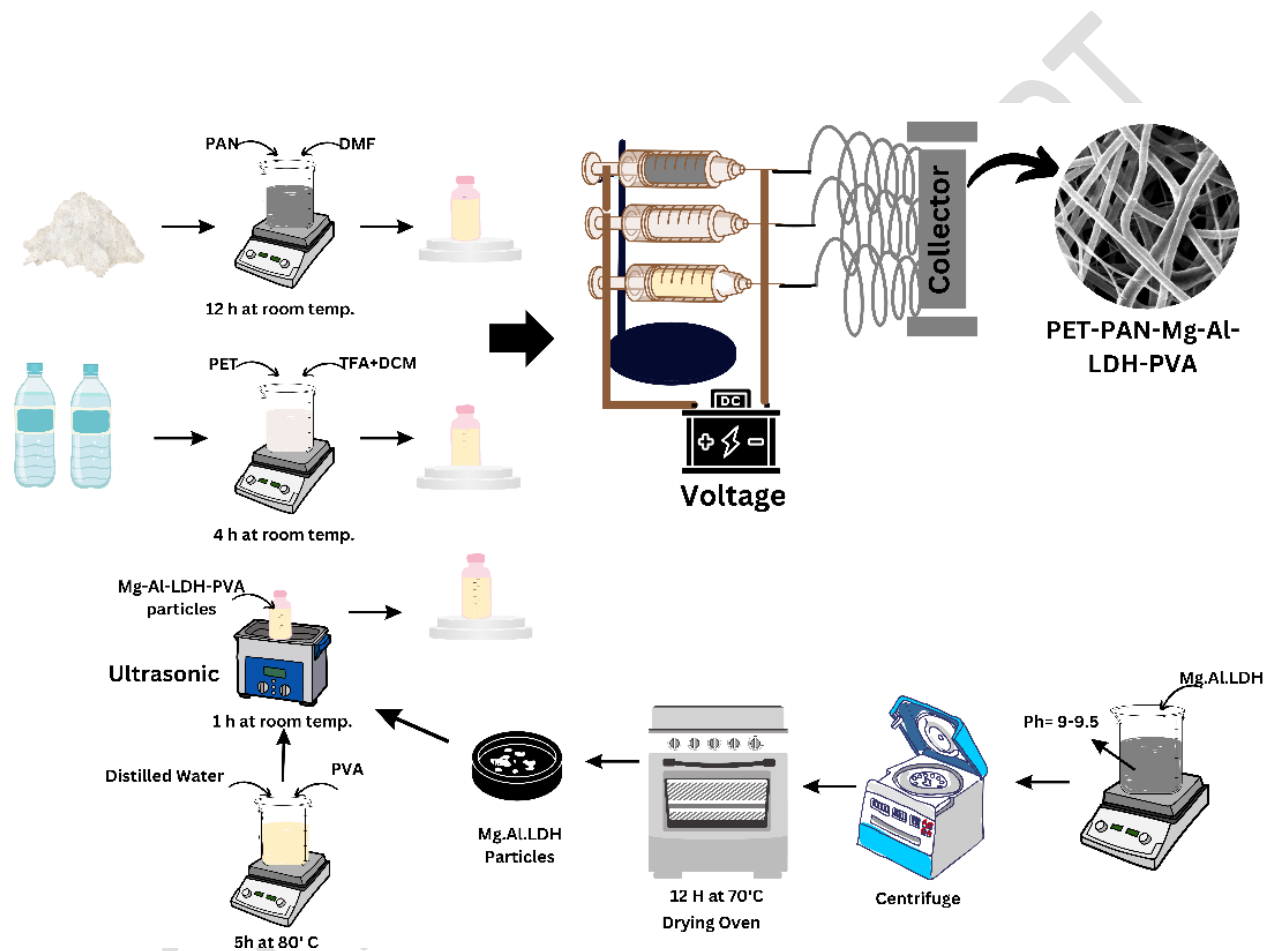 PAN
DMF
12 h at room temp.
PET
TFA+DCM
4 h at room temp.
Collector
DC
+ -
Voltage
PET-PAN-Mg-Al-
LDH-PVA
Mg-Al-LDH-PVA
particles
Ultrasonic
1 h at room temp.
Distilled Water
PVA
5h at 80' C
Mg.Al.LDH
Particles
12 H at 70°C
Drying Oven
Centrifuge
Ph= 9-9.5
Mg.Al.LDH